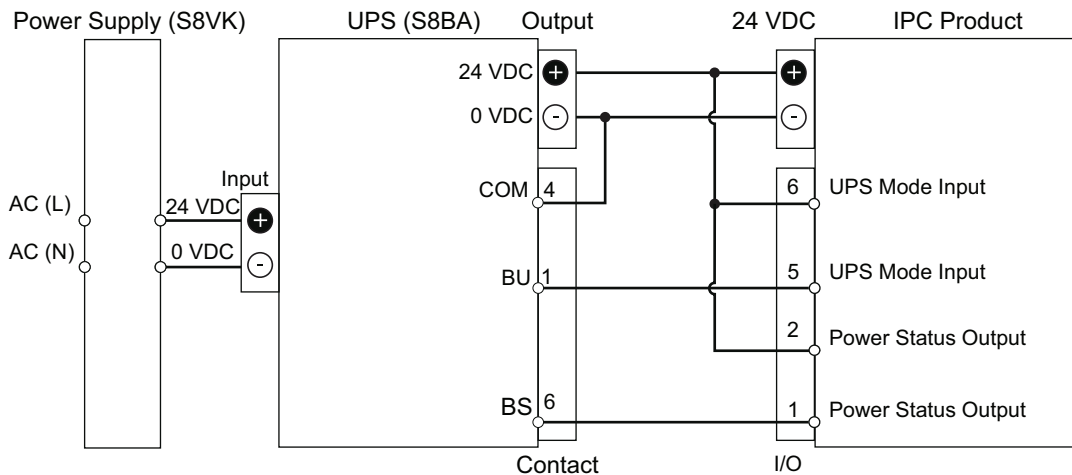 Power Supply (S8VK)
UPS (S8BA)
Output
24 VDC
IPC Product
24 VDC
+
+
0 VDC
-
-
Input
COM
4
6
UPS Mode Input
AC (L)
24 VDC
+
AC (N)
0 VDC
-
BU
1
5
UPS Mode Input
2
Power Status Output
BS
6
1
Power Status Output
Contact
I/O